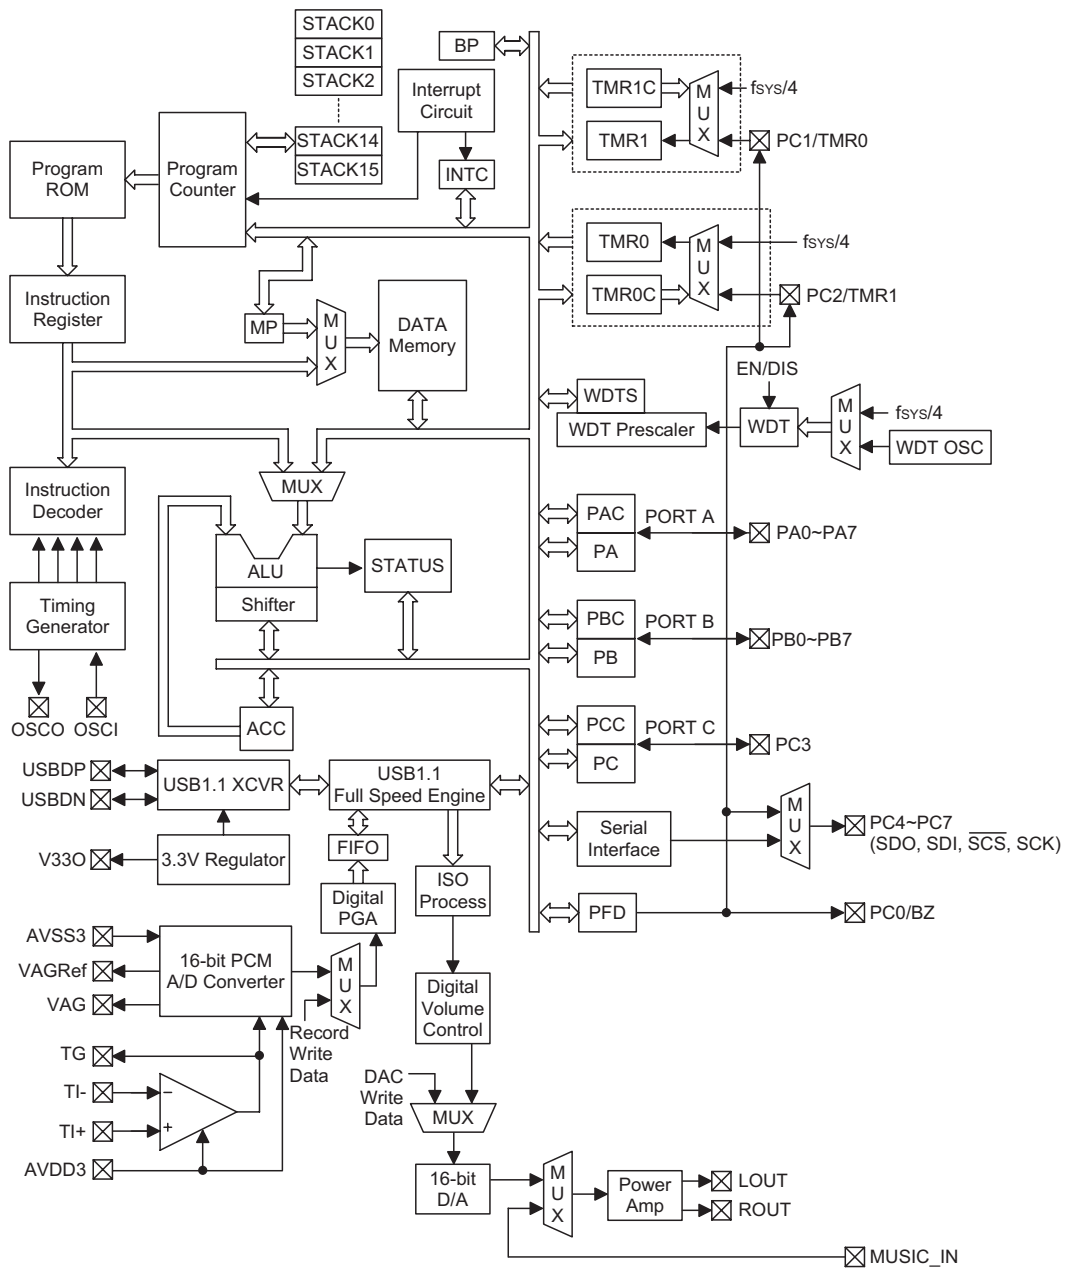 STACK0
STACK1
STACK2
STACK14
STACK15
BP
Interrupt
Circuit
INTC
TMR1C
TMR1
M
U
X
fSYS/4
PC1/TMR0
Program
ROM
Program
Counter
TMR0
TMR0C
M
U
X
fSYS/4
PC2/TMR1
Instruction
Register
MP
M
U
X
DATA
Memory
EN/DIS
WDTS
WDT Prescaler
WDT
M
U
X
fSYS/4
WDT OSC
Instruction
Decoder
MUX
PAC
PA
PORT A
PA0~PA7
ALU
Shifter
STATUS
Timing
Generator
PBC
PB
PORT B
PB0~PB7
OSCO
OSCI
ACC
PCC
PC
PORT C
PC3
USBDP
USBDN
USB1.1 XCVR
USB1.1
Full Speed Engine
V33O
3.3V Regulator
FIFO
Serial
Interface
M
U
X
PC4~PC7
(SDO, SDI, S̅C̅S̅, SCK)
Digital
PGA
ISO
Process
PFD
PC0/BZ
AVSS3
VAGRef
VAG
16-bit PCM
A/D Converter
M
U
X
Record
Write
Data
Digital
Volume
Control
TG
TI-
TI+
AVDD3
−
+
DAC
Write
Data
MUX
16-bit
D/A
M
U
X
Power
Amp
LOUT
ROUT
MUSIC_IN